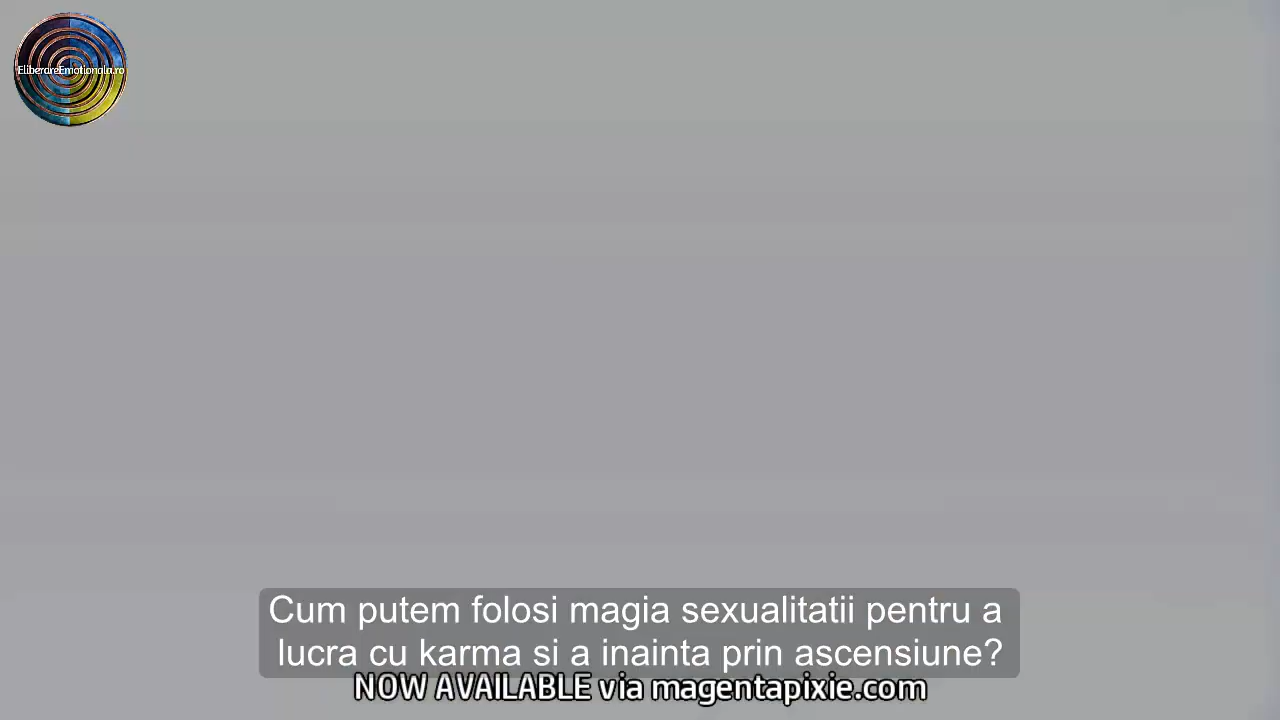 EliberareEmotionala.ro
Cum putem folosi magia sexualitatii pentru a
lucra cu karma si a inainta prin ascensiune?
NOW AVAILABLE via magentapixie.com